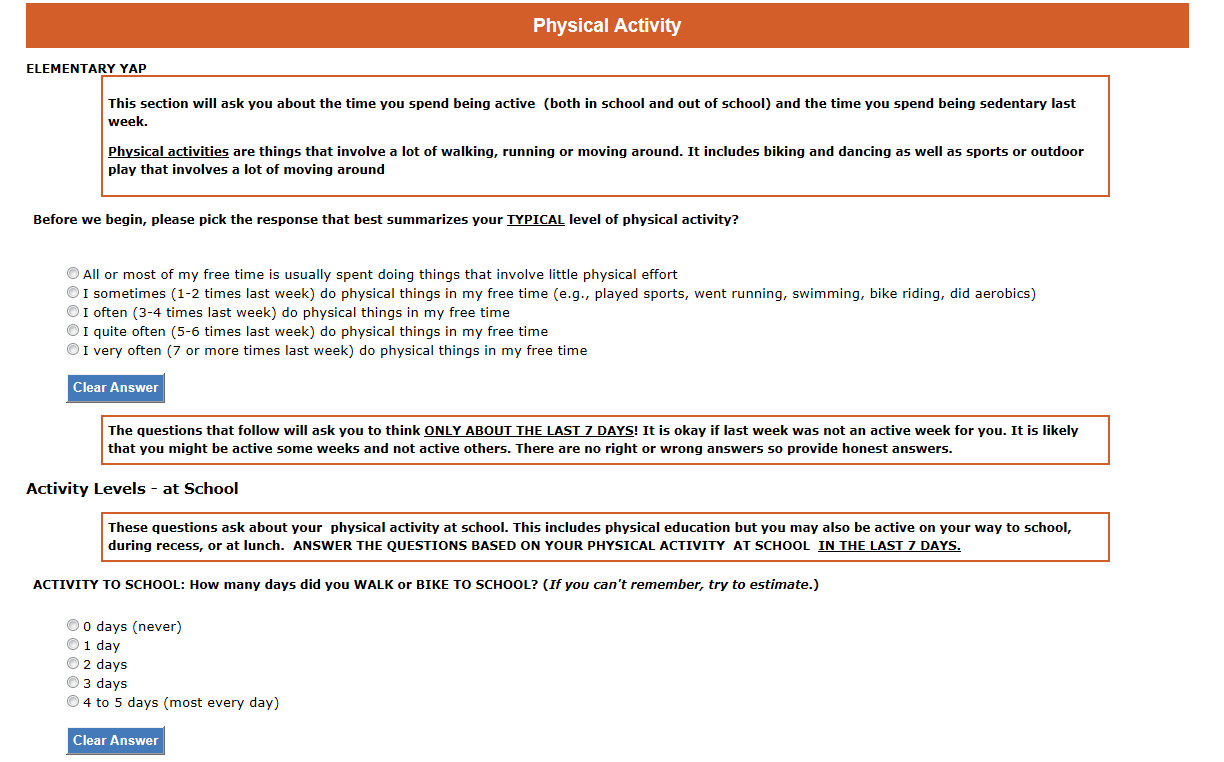 Physical Activity
ELEMENTARY YAP
This section will ask you about the time you spend being active  (both in school and out of school) and the time you spend being sedentary last
week.
Physical activities are things that involve a lot of walking, running or moving around. It includes biking and dancing as well as sports or outdoor
play that involves a lot of moving around
Before we begin, please pick the response that best summarizes your TYPICAL level of physical activity?
All or most of my free time is usually spent doing things that involve little physical effort
I sometimes (1-2 times last week) do physical things in my free time (e.g., played sports, went running, swimming, bike riding, did aerobics)
I often (3-4 times last week) do physical things in my free time
I quite often (5-6 times last week) do physical things in my free time
I very often (7 or more times last week) do physical things in my free time
Clear Answer
The questions that follow will ask you to think ONLY ABOUT THE LAST 7 DAYS! It is okay if last week was not an active week for you. It is likely
that you might be active some weeks and not active others. There are no right or wrong answers so provide honest answers.
Activity Levels - at School
These questions ask about your  physical activity at school. This includes physical education but you may also be active on your way to school,
during recess, or at lunch.  ANSWER THE QUESTIONS BASED ON YOUR PHYSICAL ACTIVITY  AT SCHOOL  IN THE LAST 7 DAYS.
ACTIVITY TO SCHOOL: How many days did you WALK or BIKE TO SCHOOL? (If you can't remember, try to estimate.)
0 days (never)
1 day
2 days
3 days
4 to 5 days (most every day)
Clear Answer